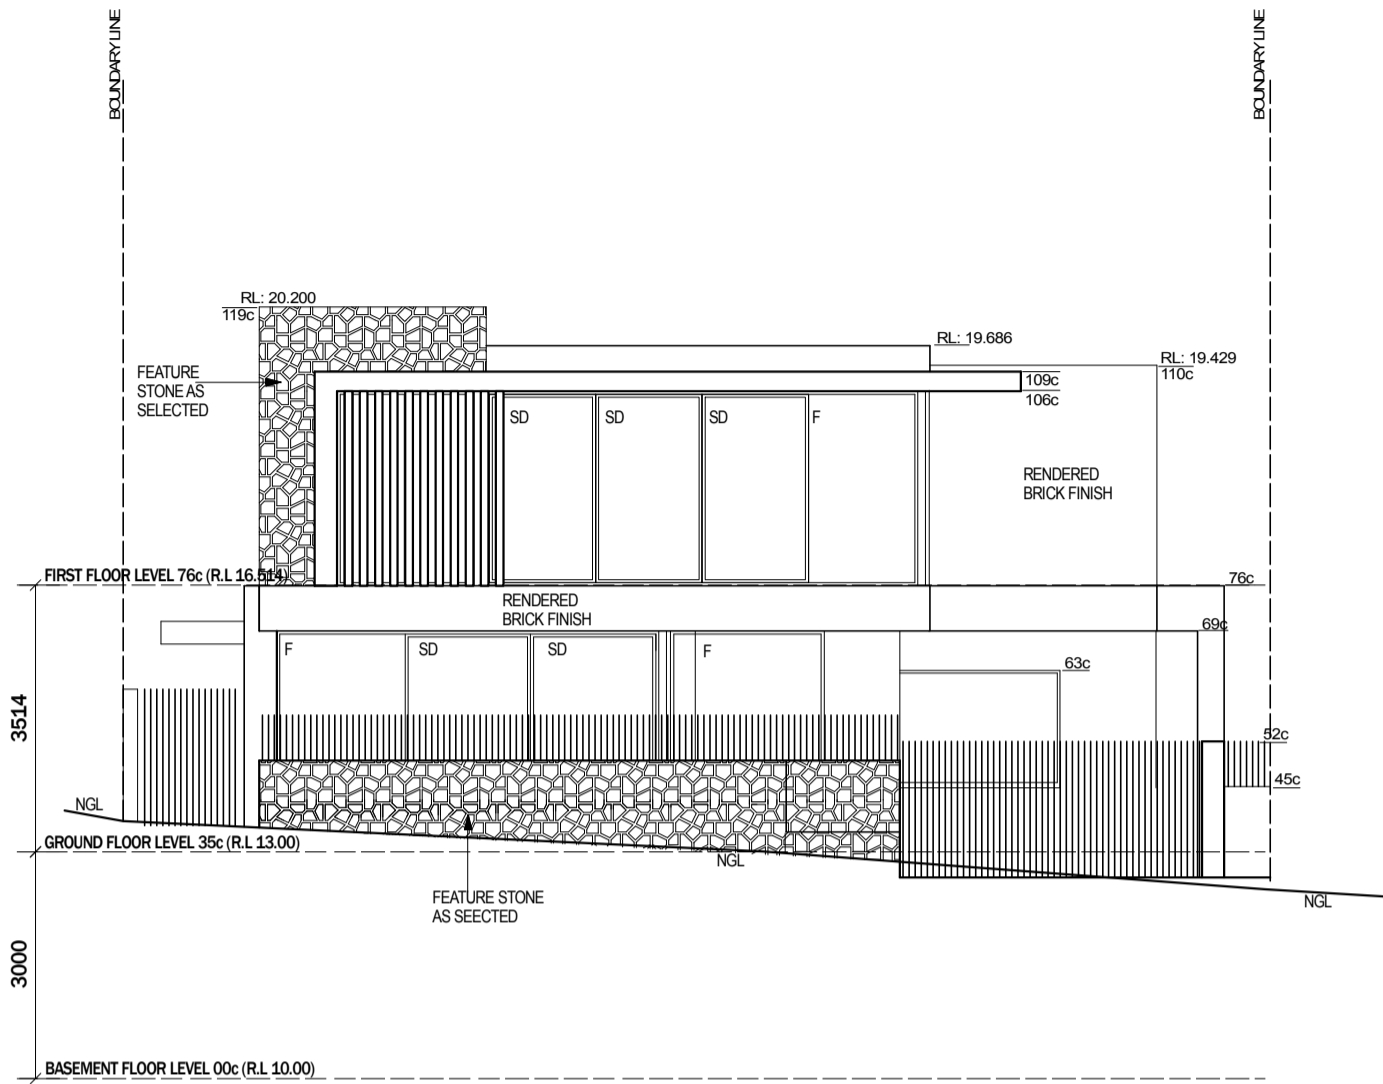 BOUNDARY LINE
BOUNDARY LINE
RL: 20.200
119c
RL: 19.686
RL: 19.429
110c
FEATURE
STONE AS
SELECTED
109c
106c
SD
SD
SD
F
RENDERED
BRICK FINISH
FIRST FLOOR LEVEL 76c (R.L 16.514)
76c
RENDERED
BRICK FINISH
69c
F
SD
SD
F
63c
3514
52c
45c
NGL
GROUND FLOOR LEVEL 35c (R.L 13.00)
NGL
FEATURE STONE
AS SEECTED
NGL
3000
BASEMENT FLOOR LEVEL 00c (R.L 10.00)